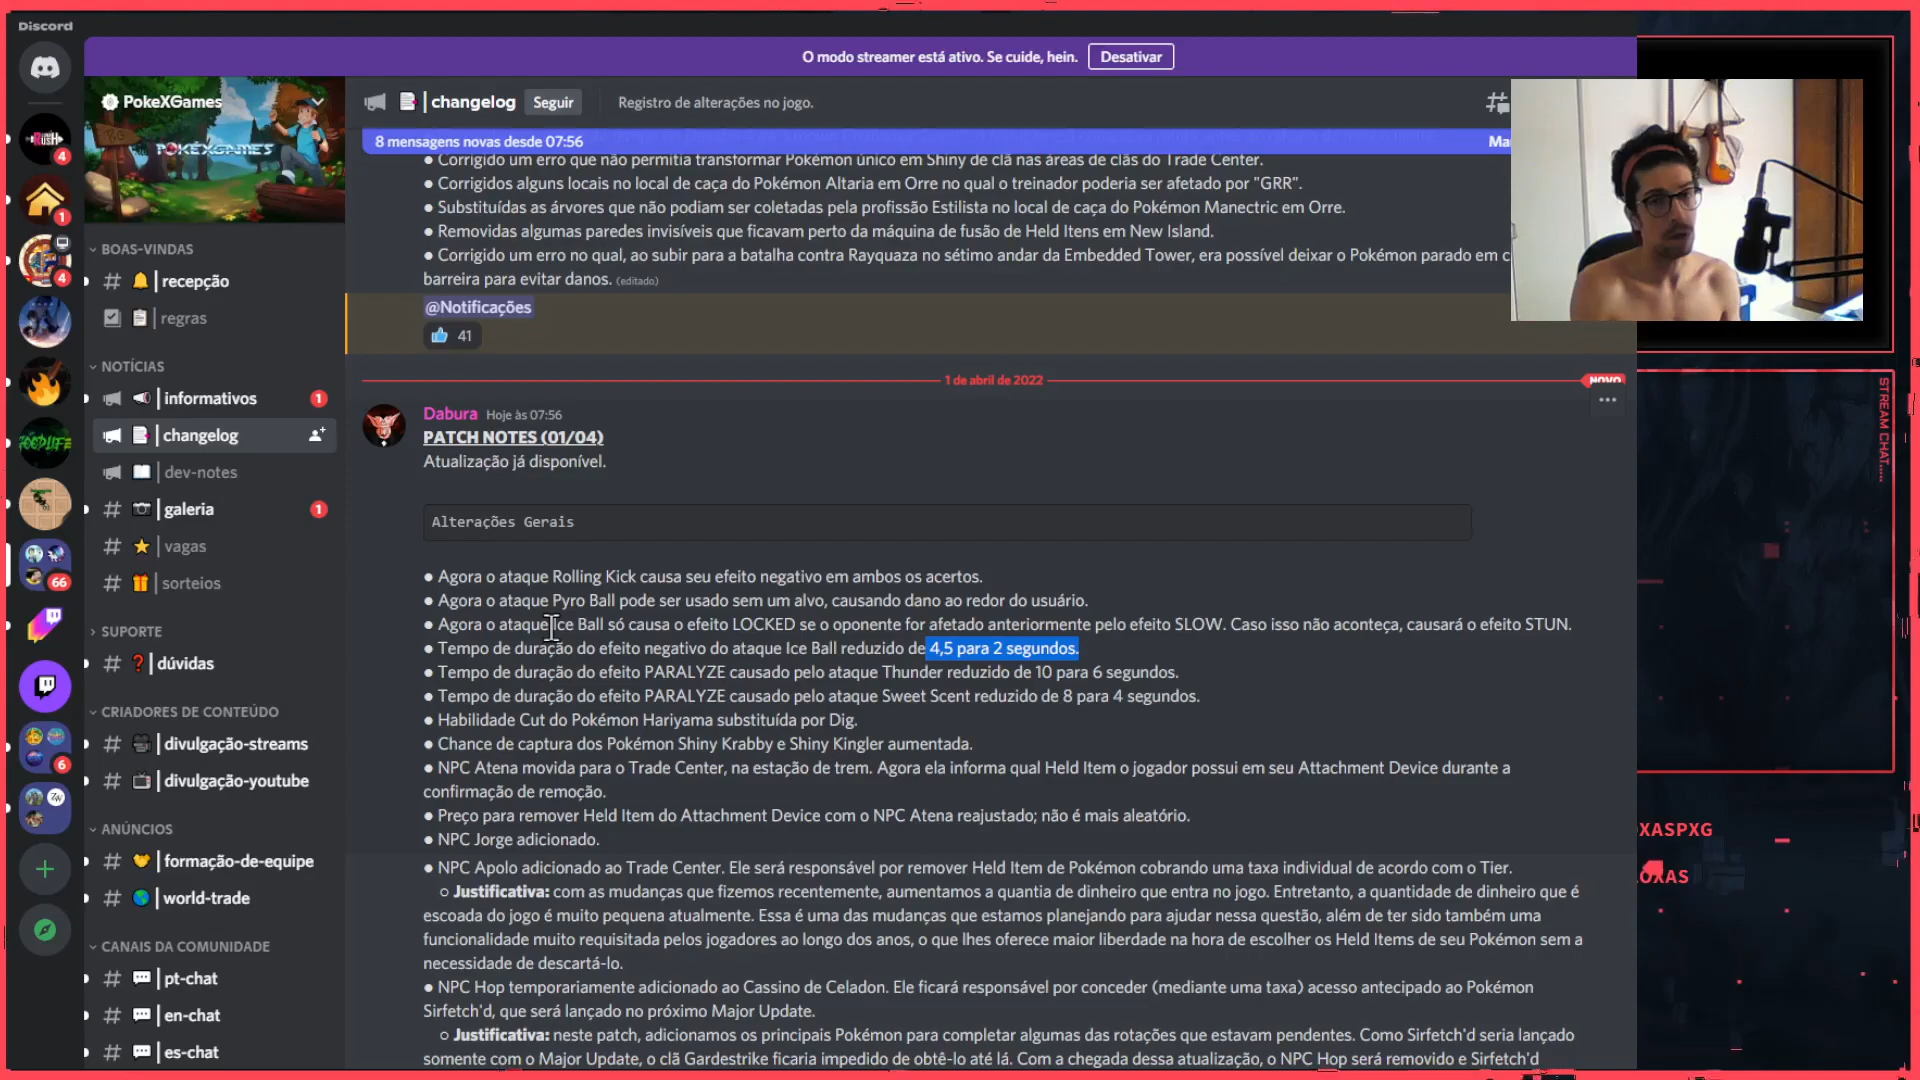 Discord
O modo streamer está ativo. Se cuide, hein.
Desativar
PokeXGames
POKÉXGAMES
changelog
Seguir
Registro de alterações no jogo.
8 mensagens novas desde 07:56
Ma
● Corrigido um erro que não permitia transformar Pokémon único em Shiny de clã nas áreas de clãs do Trade Center.
● Corrigidos alguns locais no local de caça do Pokémon Altaria em Orre no qual o treinador poderia ser afetado por "GRR".
● Substituídas as árvores que não podiam ser coletadas pela profissão Estilista no local de caça do Pokémon Manectric em Orre.
● Removidas algumas paredes invisíveis que ficavam perto da máquina de fusão de Held Itens em New Island.
● Corrigido um erro no qual, ao subir para a batalha contra Rayquaza no sétimo andar da Embedded Tower, era possível deixar o Pokémon parado em c
barreira para evitar danos. (editado)
@Notificações
41
1 de abril de 2022
NOVO
Dabura Hoje às 07:56
PATCH NOTES (01/04)
Atualização já disponível.
Alterações Gerais
● Agora o ataque Rolling Kick causa seu efeito negativo em ambos os acertos.
● Agora o ataque Pyro Ball pode ser usado sem um alvo, causando dano ao redor do usuário.
● Agora o ataque Ice Ball só causa o efeito LOCKED se o oponente for afetado anteriormente pelo efeito SLOW. Caso isso não aconteça, causará o efeito STUN.
● Tempo de duração do efeito negativo do ataque Ice Ball reduzido de 4,5 para 2 segundos.
● Tempo de duração do efeito PARALYZE causado pelo ataque Thunder reduzido de 10 para 6 segundos.
● Tempo de duração do efeito PARALYZE causado pelo ataque Sweet Scent reduzido de 8 para 4 segundos.
● Habilidade Cut do Pokémon Hariyama substituída por Dig.
● Chance de captura dos Pokémon Shiny Krabby e Shiny Kingler aumentada.
● NPC Atena movida para o Trade Center, na estação de trem. Agora ela informa qual Held Item o jogador possui em seu Attachment Device durante a
confirmação de remoção.
● Preço para remover Held Item do Attachment Device com o NPC Atena reajustado; não é mais aleatório.
● NPC Jorge adicionado.
● NPC Apolo adicionado ao Trade Center. Ele será responsável por remover Held Item de Pokémon cobrando uma taxa individual de acordo com o Tier.
○ Justificativa: com as mudanças que fizemos recentemente, aumentamos a quantia de dinheiro que entra no jogo. Entretanto, a quantidade de dinheiro que é
escoada do jogo é muito pequena atualmente. Essa é uma das mudanças que estamos planejando para ajudar nessa questão, além de ter sido também uma
funcionalidade muito requisitada pelos jogadores ao longo dos anos, o que lhes oferece maior liberdade na hora de escolher os Held Items de seu Pokémon sem a
necessidade de descartá-lo.
● NPC Hop temporariamente adicionado ao Cassino de Celadon. Ele ficará responsável por conceder (mediante uma taxa) acesso antecipado ao Pokémon
Sirfetch'd, que será lançado no próximo Major Update.
○ Justificativa: neste patch, adicionamos os principais Pokémon para completar algumas das rotações que estavam pendentes. Como Sirfetch'd seria lançado
somente com o Major Update, o clã Gardestrike ficaria impedido de obtê-lo até lá. Com a chegada dessa atualização, o NPC Hop será removido e Sirfetch'd
BOAS-VINDAS
recepção
regras
NOTÍCIAS
informativos 1
changelog
dev-notes
galeria 1
vagas
sorteios
SUPORTE
dúvidas
CRIADORES DE CONTEÚDO
divulgação-streams
divulgação-youtube
ANÚNCIOS
formação-de-equipe
world-trade
CANAIS DA COMUNIDADE
pt-chat
en-chat
es-chat
4
1
4
66
6
STREAM CHAT....
OXASPXG
OXAS